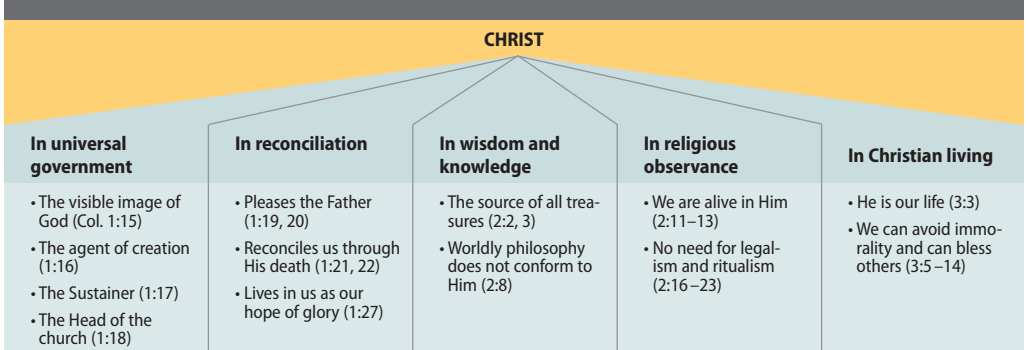 CHRIST
In universal
government
• The visible image of
God (Col. 1:15)
• The agent of creation
(1:16)
• The Sustainer (1:17)
• The Head of the
church (1:18)
In reconciliation
• Pleases the Father
(1:19, 20)
• Reconciles us through
His death (1:21, 22)
• Lives in us as our
hope of glory (1:27)
In wisdom and
knowledge
• The source of all trea-
sures (2:2, 3)
• Worldly philosophy
does not conform to
Him (2:8)
In religious
observance
• We are alive in Him
(2:11–13)
• No need for legal-
ism and ritualism
(2:16–23)
In Christian living
• He is our life (3:3)
• We can avoid immo-
rality and can bless
others (3:5–14)